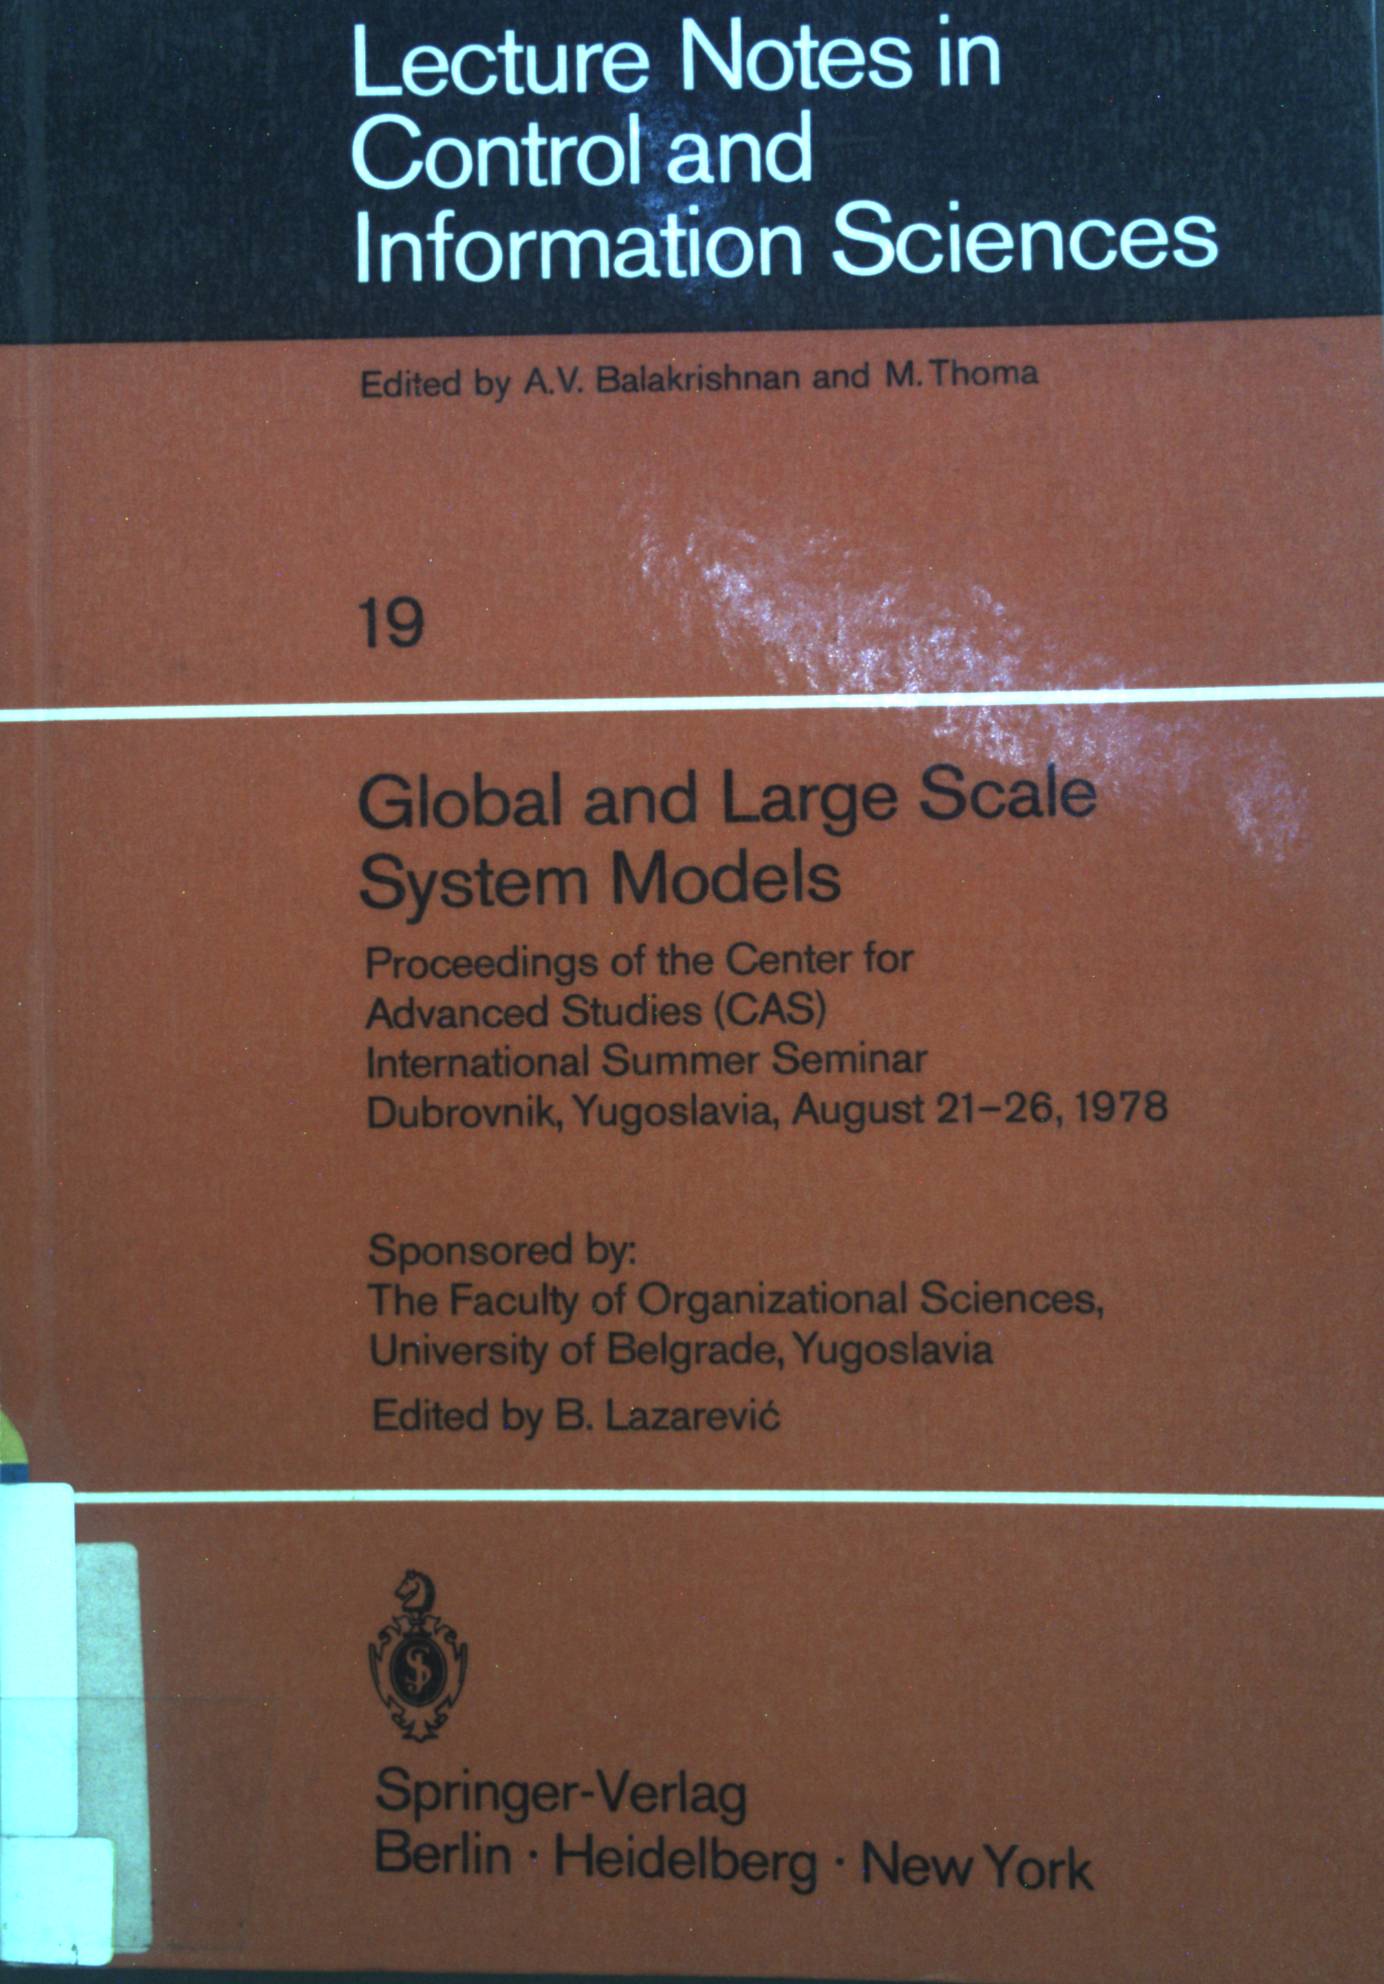 Lecture Notes in
Control and
Information Sciences
Edited by A.V. Balakrishnan and M. Thoma
19
Global and Large Scale
System Models
Proceedings of the Center for
Advanced Studies (CAS)
International Summer Seminar
Dubrovnik, Yugoslavia, August 21–26, 1978
Sponsored by:
The Faculty of Organizational Sciences,
University of Belgrade, Yugoslavia
Edited by B. Lazarević
Springer-Verlag
Berlin · Heidelberg · New York